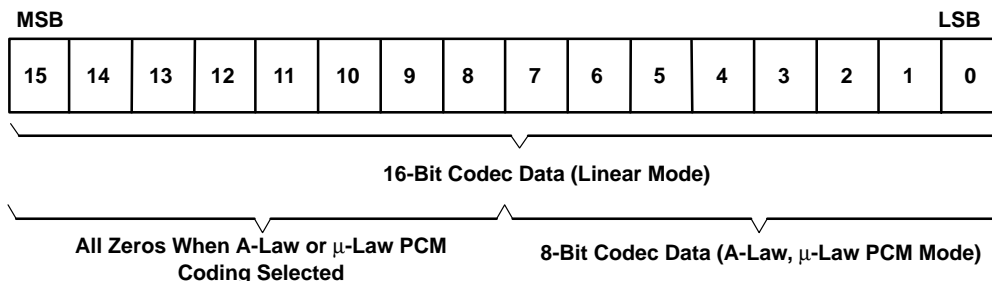 MSB LSB
15 14 13 12 11 10 9 8 7 6 5 4 3 2 1 0
16-Bit Codec Data (Linear Mode)
All Zeros When A-Law or μ-Law PCM
Coding Selected
8-Bit Codec Data (A-Law, μ-Law PCM Mode)